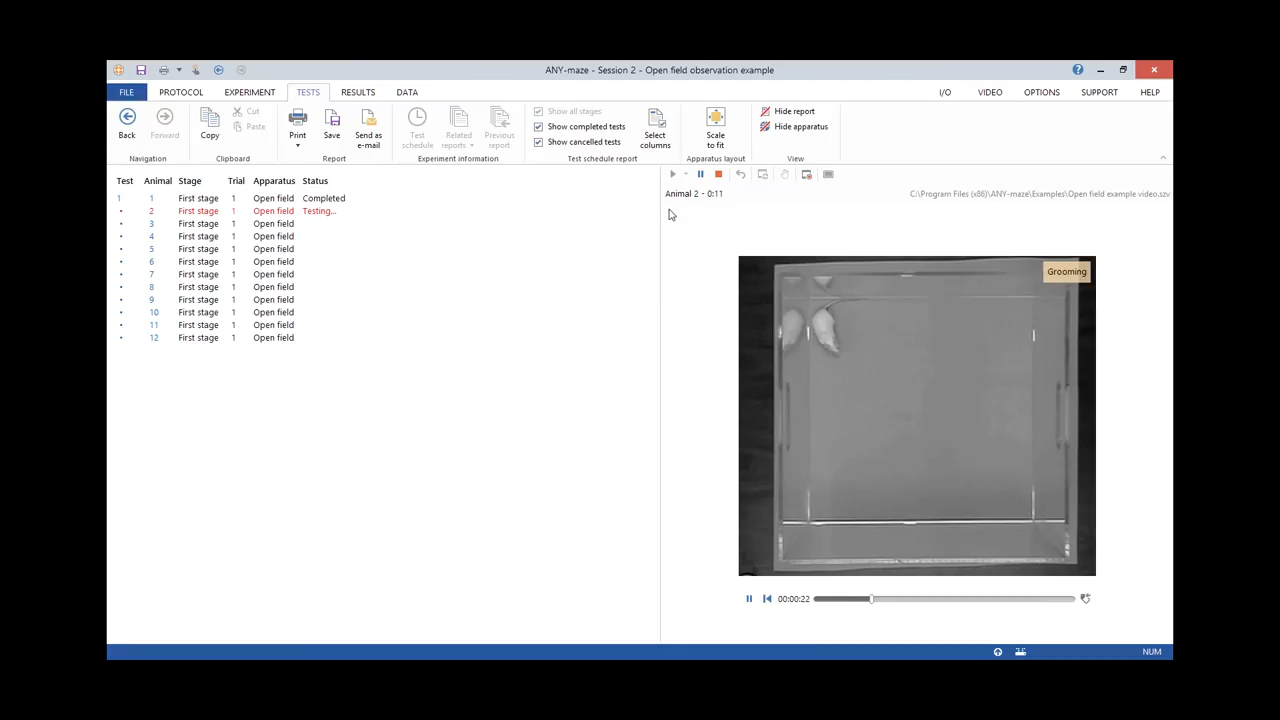 ANY-maze - Session 2 - Open field observation example
FILE PROTOCOL EXPERIMENT TESTS RESULTS DATA I/O VIDEO OPTIONS SUPPORT HELP
Back Forward
Navigation
Copy Cut Paste
Clipboard
Print Save Send as e-mail
Report
Test schedule Related reports Previous report
Experiment information
Show all stages
Show completed tests
Show cancelled tests
Select columns
Test schedule report
Scale to fit
Apparatus layout
Hide report
Hide apparatus
View
Test Animal Stage Trial Apparatus Status
1 1 First stage 1 Open field Completed
• 2 First stage 1 Open field Testing...
• 3 First stage 1 Open field
• 4 First stage 1 Open field
• 5 First stage 1 Open field
• 6 First stage 1 Open field
• 7 First stage 1 Open field
• 8 First stage 1 Open field
• 9 First stage 1 Open field
• 10 First stage 1 Open field
• 11 First stage 1 Open field
• 12 First stage 1 Open field
Animal 2 - 0:11
C:\Program Files (x86)\ANY-maze\Examples\Open field example video.szv
Grooming
00:00:22
NUM